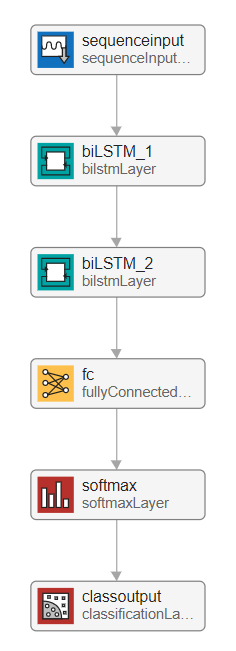 sequenceinput
sequenceInput...
biLSTM_1
bilstmLayer
biLSTM_2
bilstmLayer
fc
fullyConnected...
softmax
softmaxLayer
classoutput
classificationLa...